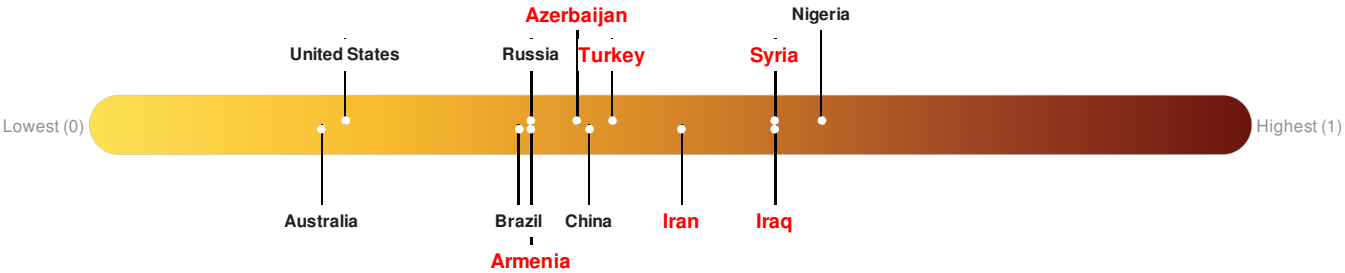 Azerbaijan
Nigeria
United States
Russia
Turkey
Syria
Lowest (0)
Highest (1)
Australia
Brazil
China
Iran
Iraq
Armenia